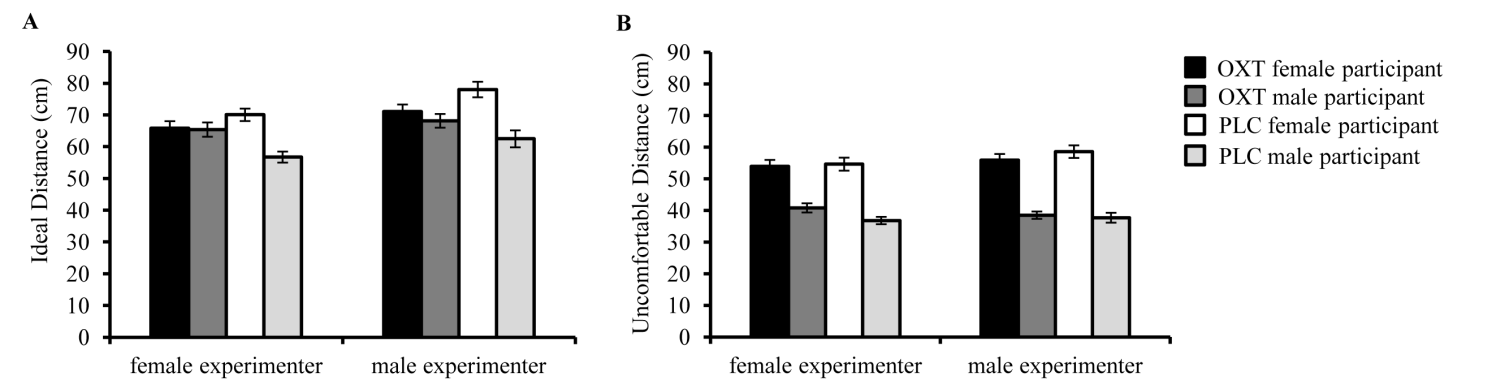 A
Ideal Distance (cm)
90
80
70
60
50
40
30
20
10
0
female experimenter
male experimenter
B
Uncomfortable Distance (cm)
90
80
70
60
50
40
30
20
10
0
female experimenter
male experimenter
OXT female participant
OXT male participant
PLC female participant
PLC male participant